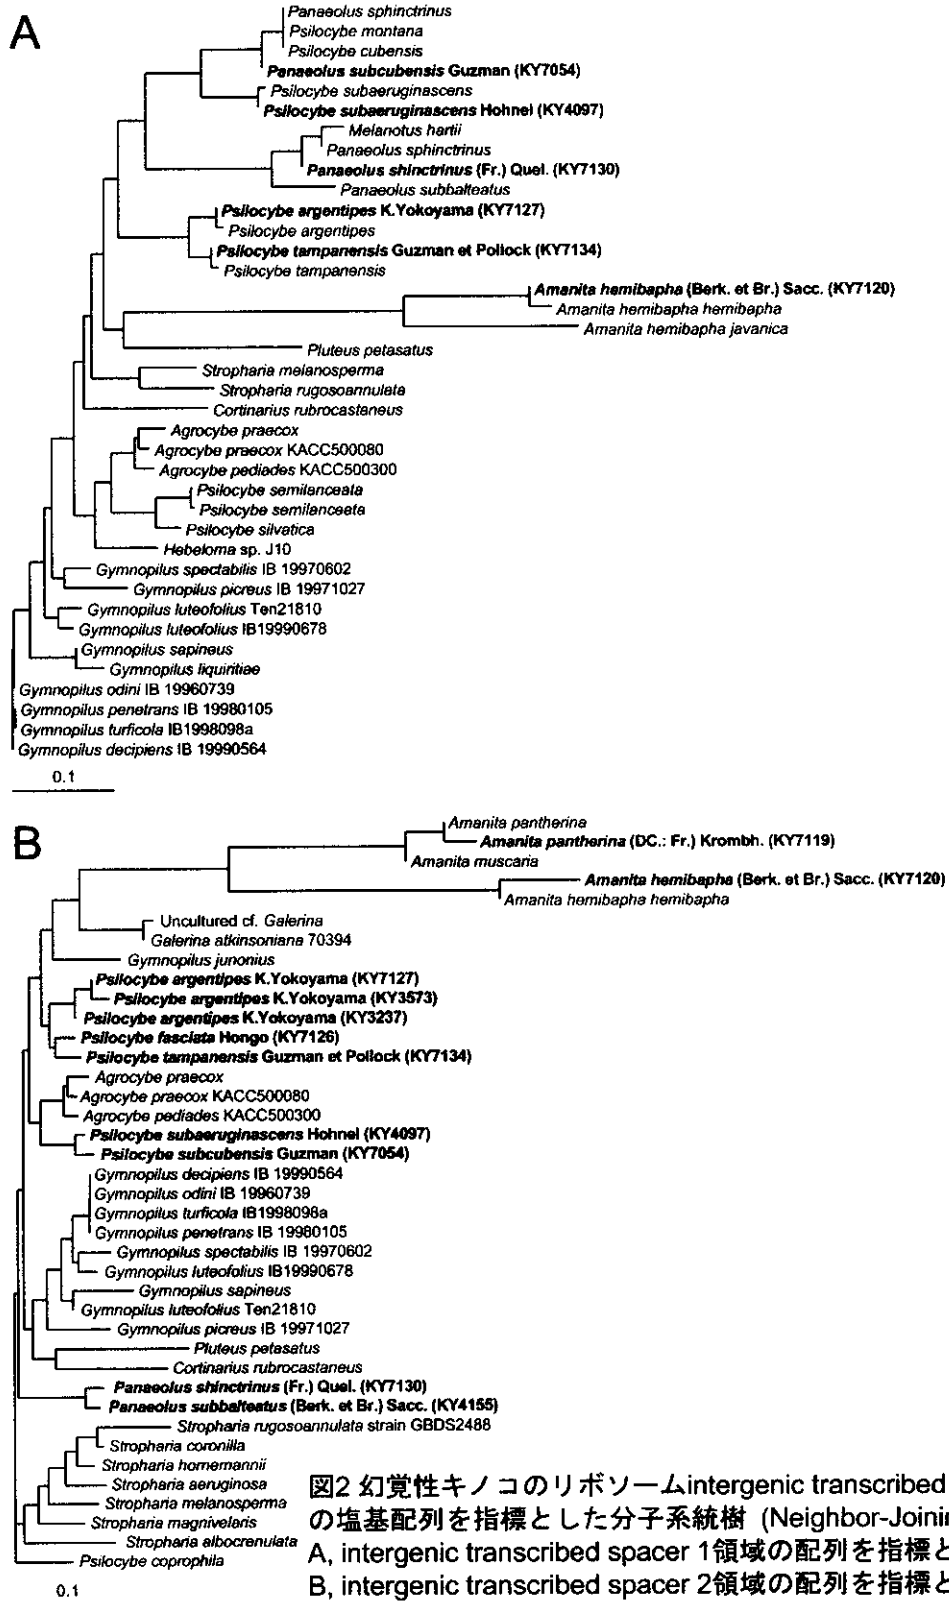 A
Panaeolus sphinctrinus
Psilocybe montana
Psilocybe cubensis
Panaeolus subcubensis Guzman (KY7054)
Psilocybe subaeruginascens
Psilocybe subaeruginascens Hohnel (KY4097)
Melanotus hartii
Panaeolus sphinctrinus
Panaeolus shinctrinus (Fr.) Quel. (KY7130)
Panaeolus subbalteatus
Psilocybe argentipes K.Yokoyama (KY7127)
Psilocybe argentipes
Psilocybe tampanensis Guzman et Pollock (KY7134)
Psilocybe tampanensis
Amanita hemibapha (Berk. et Br.) Sacc. (KY7120)
Amanita hemibapha hemibapha
Amanita hemibapha javanica
Pluteus petasatus
Stropharia melanosperma
Stropharia rugosoannulata
Cortinarius rubrocastaneus
Agrocybe praecox
Agrocybe praecox KACC500080
Agrocybe pediades KACC500300
Psilocybe semilanceata
Psilocybe semilanceata
Psilocybe silvatica
Hebeloma sp. J10
Gymnopilus spectabilis IB 19970602
Gymnopilus picreus IB 19971027
Gymnopilus luteofolius Ten21810
Gymnopilus luteofolius IB19990678
Gymnopilus sapineus
Gymnopilus liquiritiae
Gymnopilus odini IB 19960739
Gymnopilus penetrans IB 19980105
Gymnopilus turficola IB1998098a
Gymnopilus decipiens IB 19990564
0.1
B
Amanita pantherina
Amanita pantherina (DC.: Fr.) Krombh. (KY7119)
Amanita muscaria
Amanita hemibapha (Berk. et Br.) Sacc. (KY7120)
Amanita hemibapha hemibapha
Uncultured cf. Galerina
Galerina atkinsoniana 70394
Gymnopilus junonius
Psilocybe argentipes K.Yokoyama (KY7127)
Psilocybe argentipes K.Yokoyama (KY3573)
Psilocybe argentipes K.Yokoyama (KY3237)
Psilocybe fasciata Hongo (KY7126)
Psilocybe tampanensis Guzman et Pollock (KY7134)
Agrocybe praecox
Agrocybe praecox KACC500080
Agrocybe pediades KACC500300
Psilocybe subaeruginascens Hohnel (KY4097)
Psilocybe subcubensis Guzman (KY7054)
Gymnopilus decipiens IB 19990564
Gymnopilus odini IB 19960739
Gymnopilus turficola IB1998098a
Gymnopilus penetrans IB 19980105
Gymnopilus spectabilis IB 19970602
Gymnopilus luteofolius IB19990678
Gymnopilus sapineus
Gymnopilus luteofolius Ten21810
Gymnopilus picreus IB 19971027
Pluteus petasatus
Cortinarius rubrocastaneus
Panaeolus shinctrinus (Fr.) Quel. (KY7130)
Panaeolus subbalteatus (Berk. et Br.) Sacc. (KY4155)
Stropharia rugosoannulata strain GBDS2488
Stropharia coronilla
Stropharia hornemannii
Stropharia aeruginosa
Stropharia melanosperma
Stropharia magnivelaris
Stropharia albocrenulata
Psilocybe coprophila
0.1
図2 幻覚性キノコのリボソームintergenic transcribed
の塩基配列を指標とした分子系統樹 (Neighbor-Joinin
A, intergenic transcribed spacer 1領域の配列を指標と
B, intergenic transcribed spacer 2領域の配列を指標と